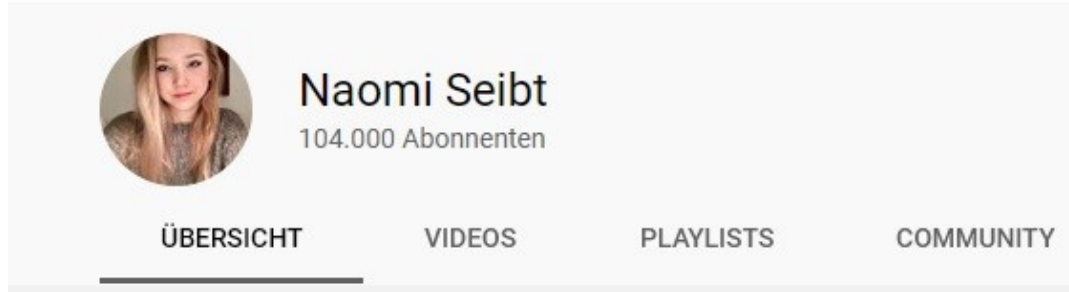 Naomi Seibt
104.000 Abonnenten
ÜBERSICHT VIDEOS PLAYLISTS COMMUNITY